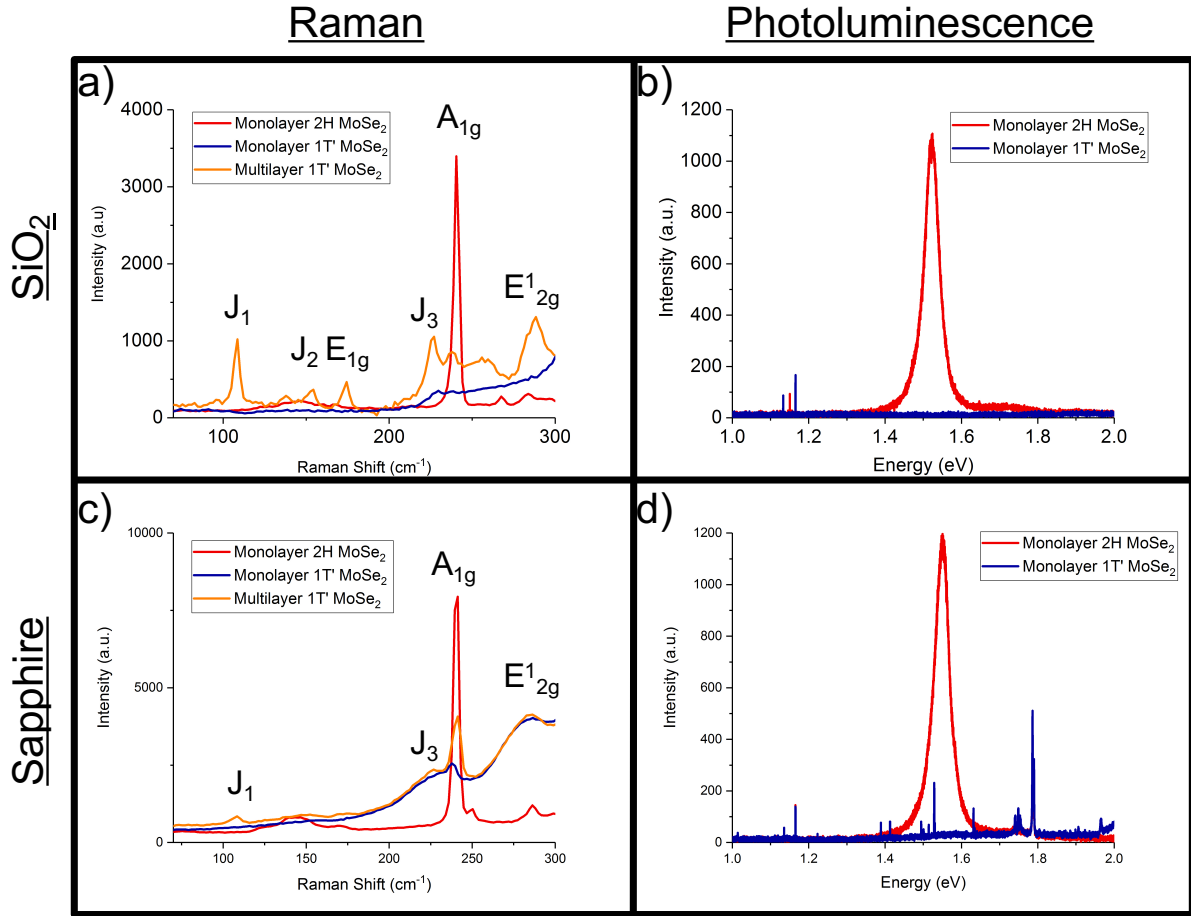 Raman
Photoluminescence
SiO₂
Sapphire
a)
4000
3000
2000
1000
0
100
200
300
Intensity (a.u)
Raman Shift (cm⁻¹)
Monolayer 2H MoSe₂
Monolayer 1T' MoSe₂
Multilayer 1T' MoSe₂
J₁
J₂
E₁g
J₃
A₁g
E¹₂g
b)
1200
1000
800
600
400
200
0
1.0
1.2
1.4
1.6
1.8
2.0
Intensity (a.u.)
Energy (eV)
Monolayer 2H MoSe₂
Monolayer 1T' MoSe₂
c)
10000
5000
0
100
150
200
250
300
Intensity (a.u.)
Raman Shift (cm⁻¹)
Monolayer 2H MoSe₂
Monolayer 1T' MoSe₂
Multilayer 1T' MoSe₂
J₁
J₃
A₁g
E¹₂g
d)
1200
1000
800
600
400
200
0
1.0
1.2
1.4
1.6
1.8
2.0
Intensity (a.u.)
Energy (eV)
Monolayer 2H MoSe₂
Monolayer 1T' MoSe₂